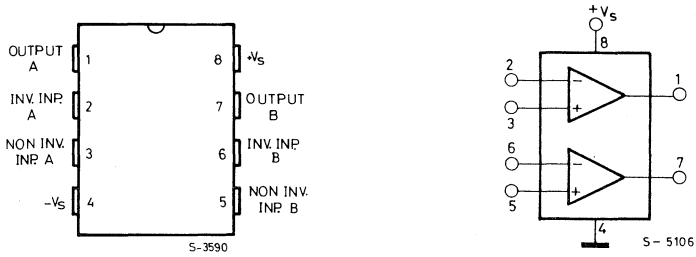 OUTPUT
A
1
8
+VS
INV. INP.
A
2
7
OUTPUT
B
NON INV.
INP. A
3
6
INV. INP.
B
-VS
4
5
NON INV.
INP. B
S-3590
+VS
8
2
-
1
3
+
6
-
7
5
+
4
S-5106